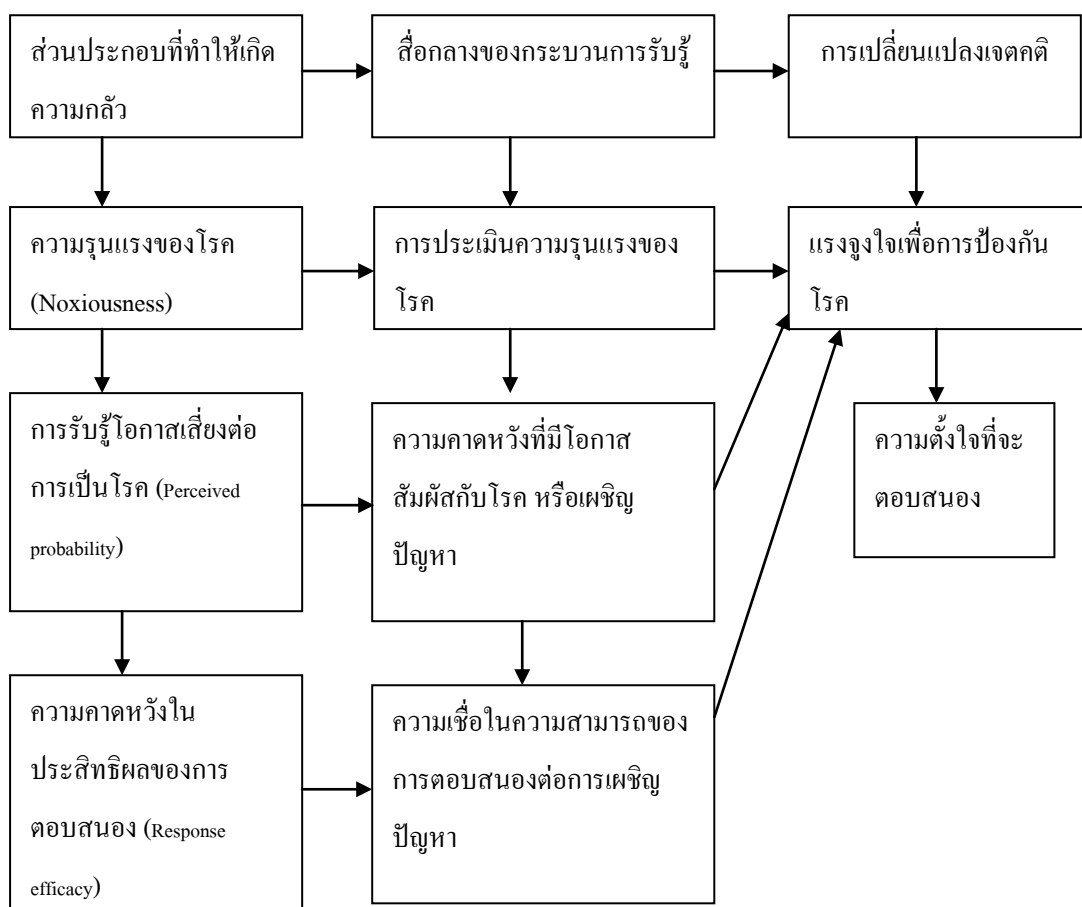 ส่วนประกอบที่ทำให้เกิด
ความกลัว
สื่อกลางของกระบวนการรับรู้
การเปลี่ยนแปลงเจตคติ
ความรุนแรงของโรค
(Noxiousness)
การประเมินความรุนแรงของ
โรค
แรงจูงใจเพื่อการป้องกัน
โรค
การรับรู้โอกาสเสี่ยงต่อ
การเป็นโรค (Perceived
probability)
ความคาดหวังที่มีโอกาส
สัมผัสกับโรค หรือเผชิญ
ปัญหา
ความตั้งใจที่จะ
ตอบสนอง
ความคาดหวังใน
ประสิทธิผลของการ
ตอบสนอง (Response
efficacy)
ความเชื่อในความสามารถของ
การตอบสนองต่อการเผชิญ
ปัญหา